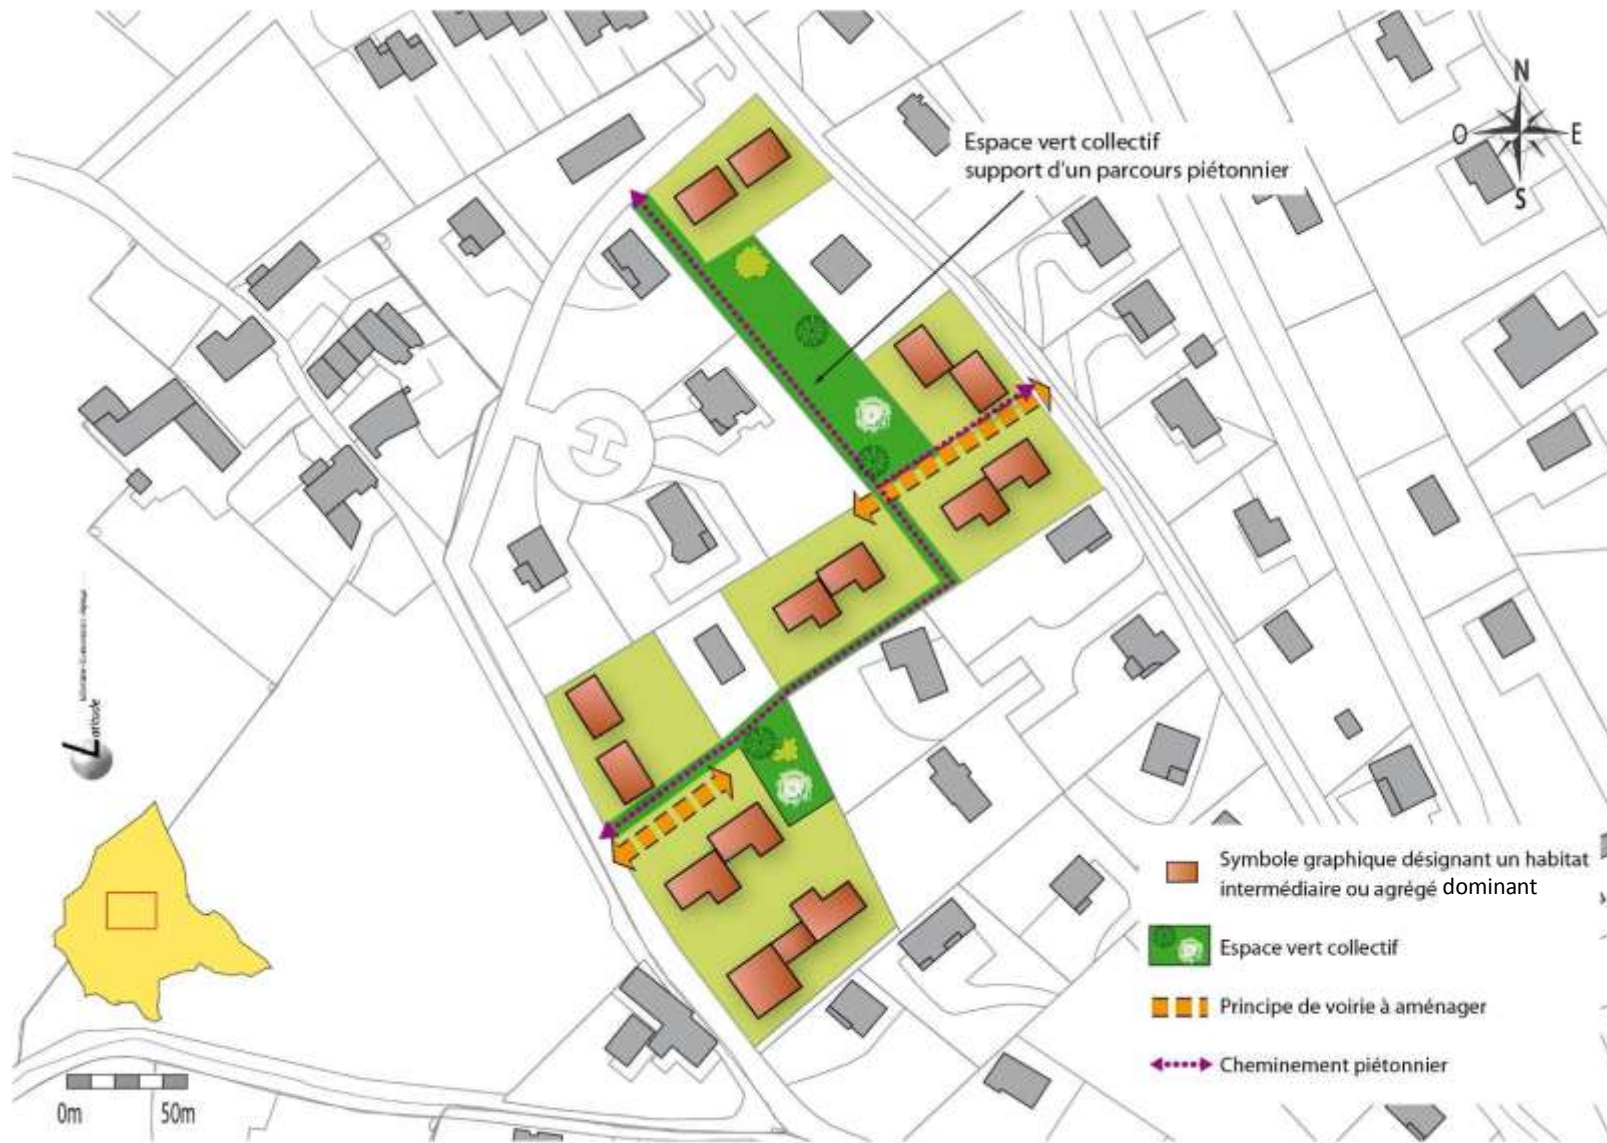 N
O
E
S
Espace vert collectif
support d'un parcours piétonnier
Latitude
Symbole graphique désignant un habitat
intermédiaire ou agrégé dominant
Espace vert collectif
Principe de voirie à aménager
Cheminement piétonnier
0m
50m